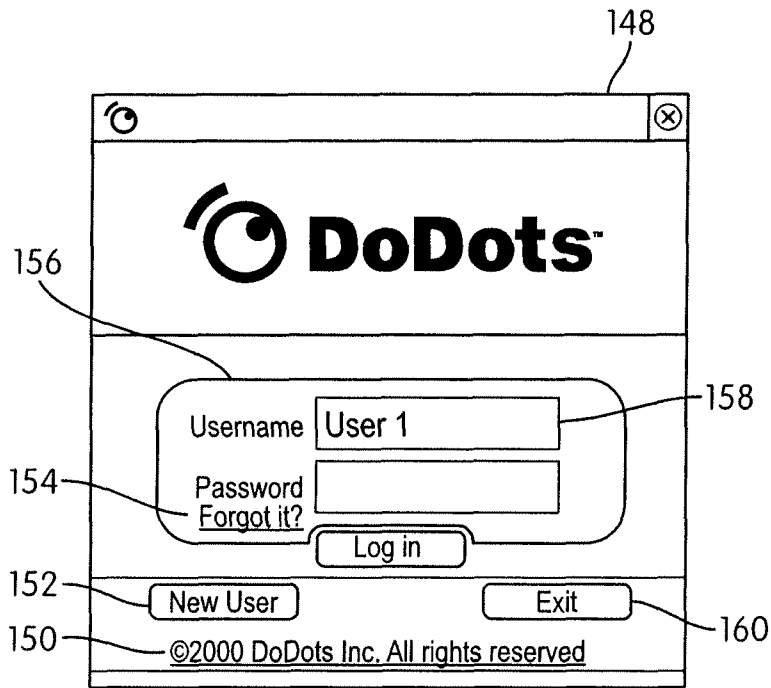 148
DoDots™
156
Username User 1 158
Password
154 Forgot it?
Log in
152 New User Exit 160
150 ©2000 DoDots Inc. All rights reserved